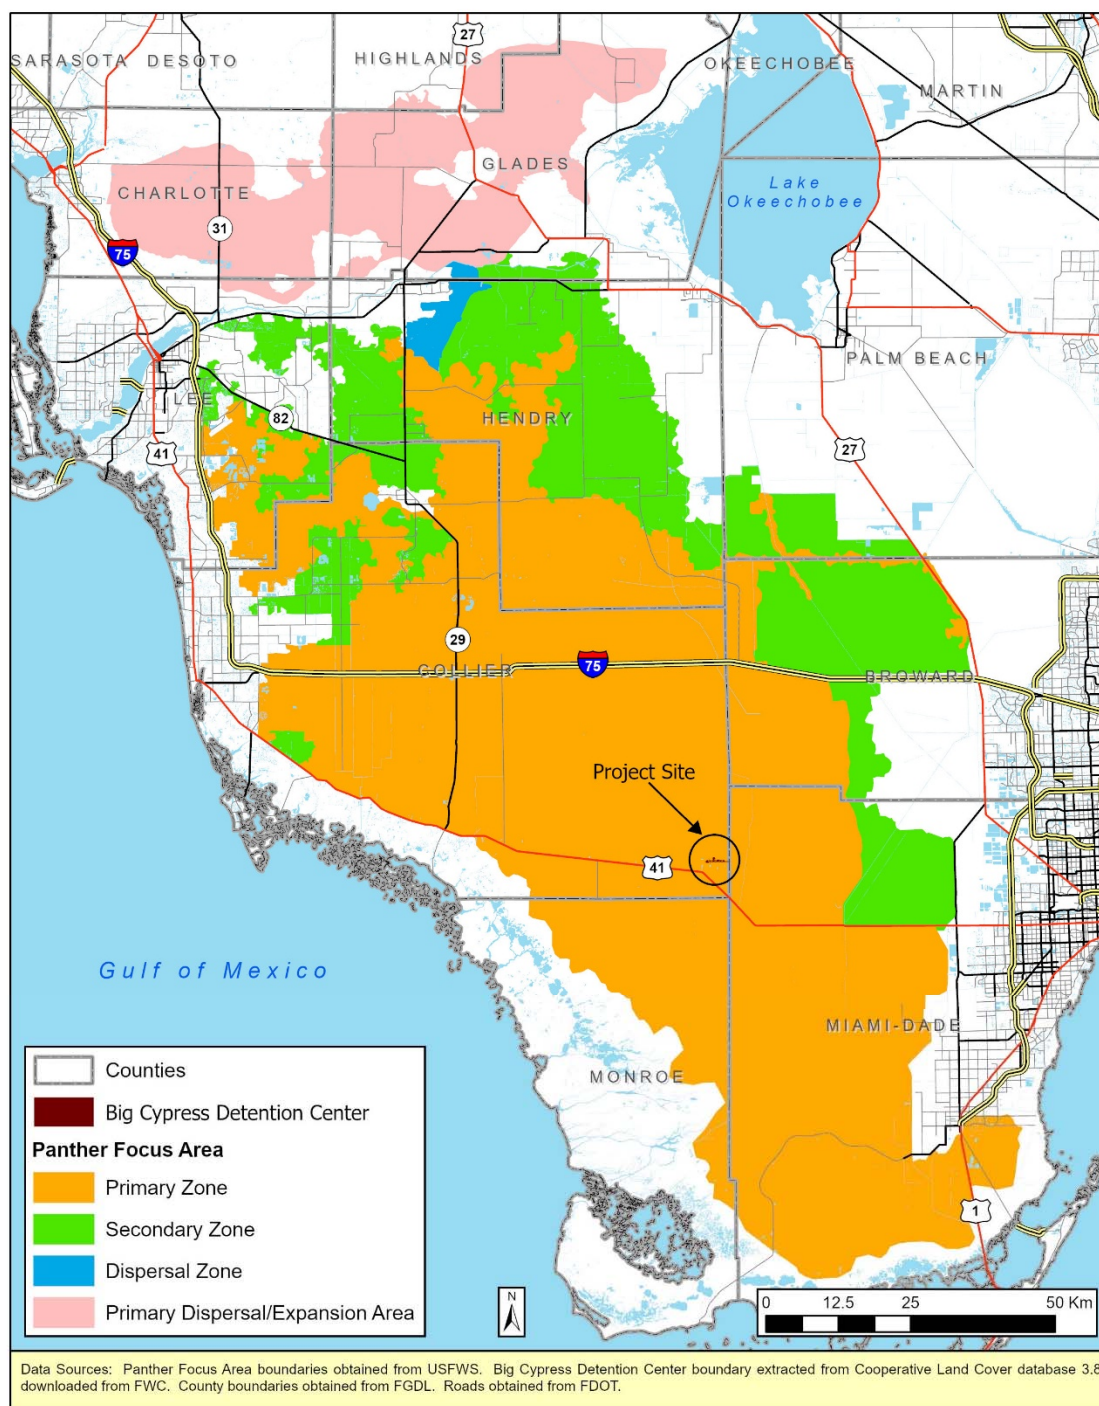 27
SARASOTA DESOTO
HIGHLANDS
OKEECHOBEE
MARTIN
GLADES
CHARLOTTE
Lake
Okeechobee
31
75
PALM BEACH
LEE
82
HENDRY
41
27
29
COLLIER
75
BROWARD
Project Site
41
Gulf of Mexico
MIAMI-DADE
MONROE
1
Counties
Big Cypress Detention Center
Panther Focus Area
Primary Zone
Secondary Zone
Dispersal Zone
Primary Dispersal/Expansion Area
N
0 12.5 25 50 Km
Data Sources: Panther Focus Area boundaries obtained from USFWS. Big Cypress Detention Center boundary extracted from Cooperative Land Cover database 3.8
downloaded from FWC. County boundaries obtained from FGDL. Roads obtained from FDOT.